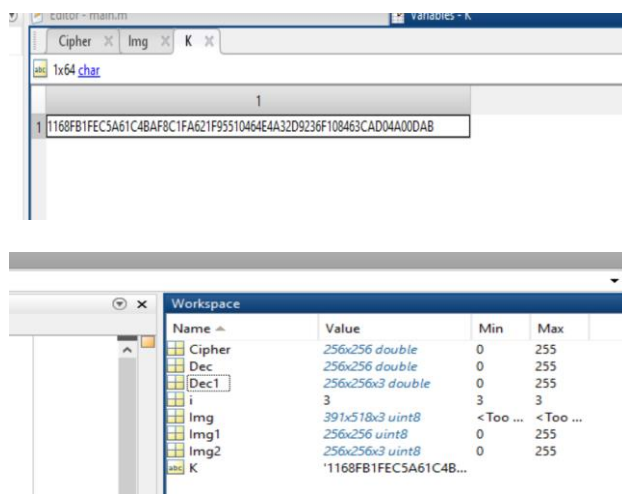 Editor - main.m Variables - K
Cipher Img K
abc 1x64 char
1
1 1168FB1FEC5A61C4BAF8C1FA621F95510464E4A32D9236F108463CAD04A00DAB
Workspace
Name Value Min Max
Cipher 256x256 double 0 255
Dec 256x256 double 0 255
Dec1 256x256x3 double 0 255
i 3 3 3
Img 391x518x3 uint8 <Too ... <Too ...
Img1 256x256 uint8 0 255
Img2 256x256x3 uint8 0 255
abc K '1168FB1FEC5A61C4B...